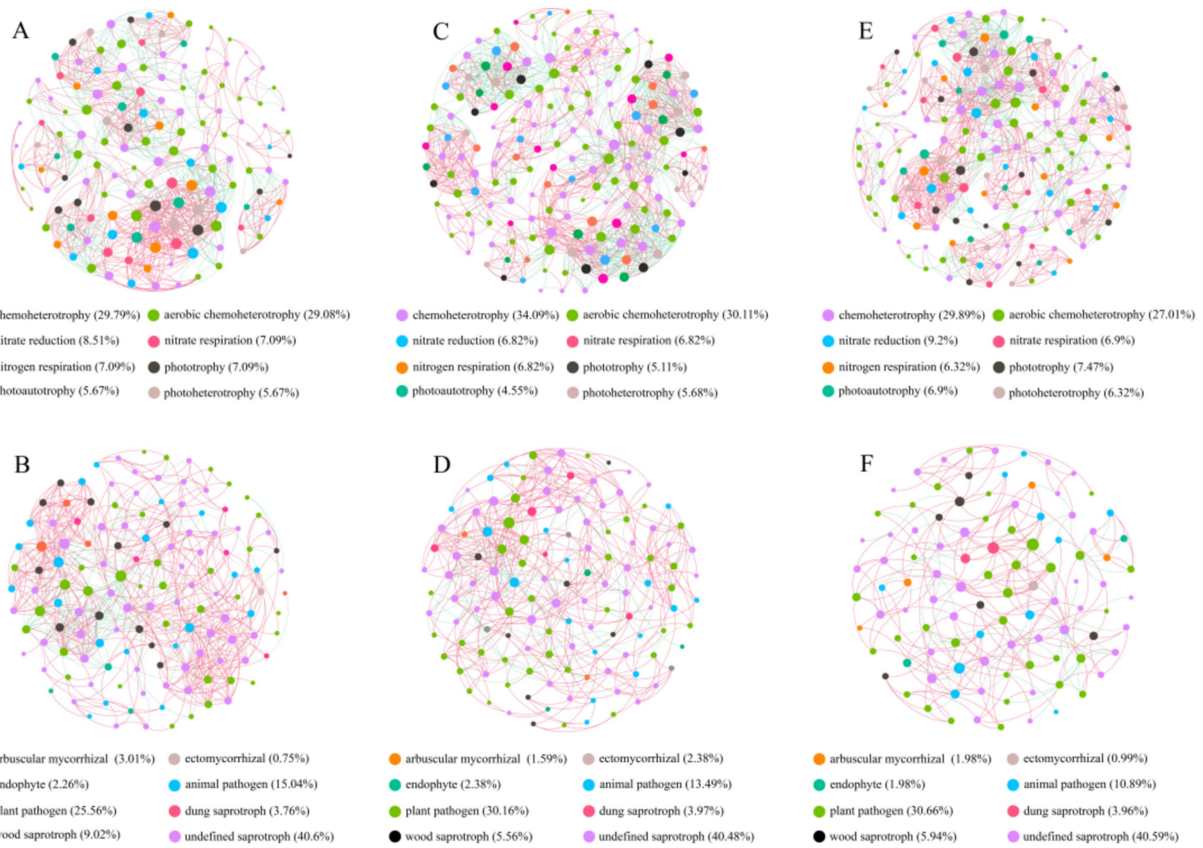 A
C
E
hemoheterotrophy (29.79%) aerobic chemoheterotrophy (29.08%)
itrate reduction (8.51%) nitrate respiration (7.09%)
itrogen respiration (7.09%) phototrophy (7.09%)
hotoautotrophy (5.67%) photoheterotrophy (5.67%)
chemoheterotrophy (34.09%) aerobic chemoheterotrophy (30.11%)
nitrate reduction (6.82%) nitrate respiration (6.82%)
nitrogen respiration (6.82%) phototrophy (5.11%)
photoautotrophy (4.55%) photoheterotrophy (5.68%)
chemoheterotrophy (29.89%) aerobic chemoheterotrophy (27.01%)
nitrate reduction (9.2%) nitrate respiration (6.9%)
nitrogen respiration (6.32%) phototrophy (7.47%)
photoautotrophy (6.9%) photoheterotrophy (6.32%)
B
D
F
rbuscular mycorrhizal (3.01%) ectomycorrhizal (0.75%)
ndophyte (2.26%) animal pathogen (15.04%)
lant pathogen (25.56%) dung saprotroph (3.76%)
wood saprotroph (9.02%) undefined saprotroph (40.6%)
arbuscular mycorrhizal (1.59%) ectomycorrhizal (2.38%)
endophyte (2.38%) animal pathogen (13.49%)
plant pathogen (30.16%) dung saprotroph (3.97%)
wood saprotroph (5.56%) undefined saprotroph (40.48%)
arbuscular mycorrhizal (1.98%) ectomycorrhizal (0.99%)
endophyte (1.98%) animal pathogen (10.89%)
plant pathogen (30.66%) dung saprotroph (3.96%)
wood saprotroph (5.94%) undefined saprotroph (40.59%)